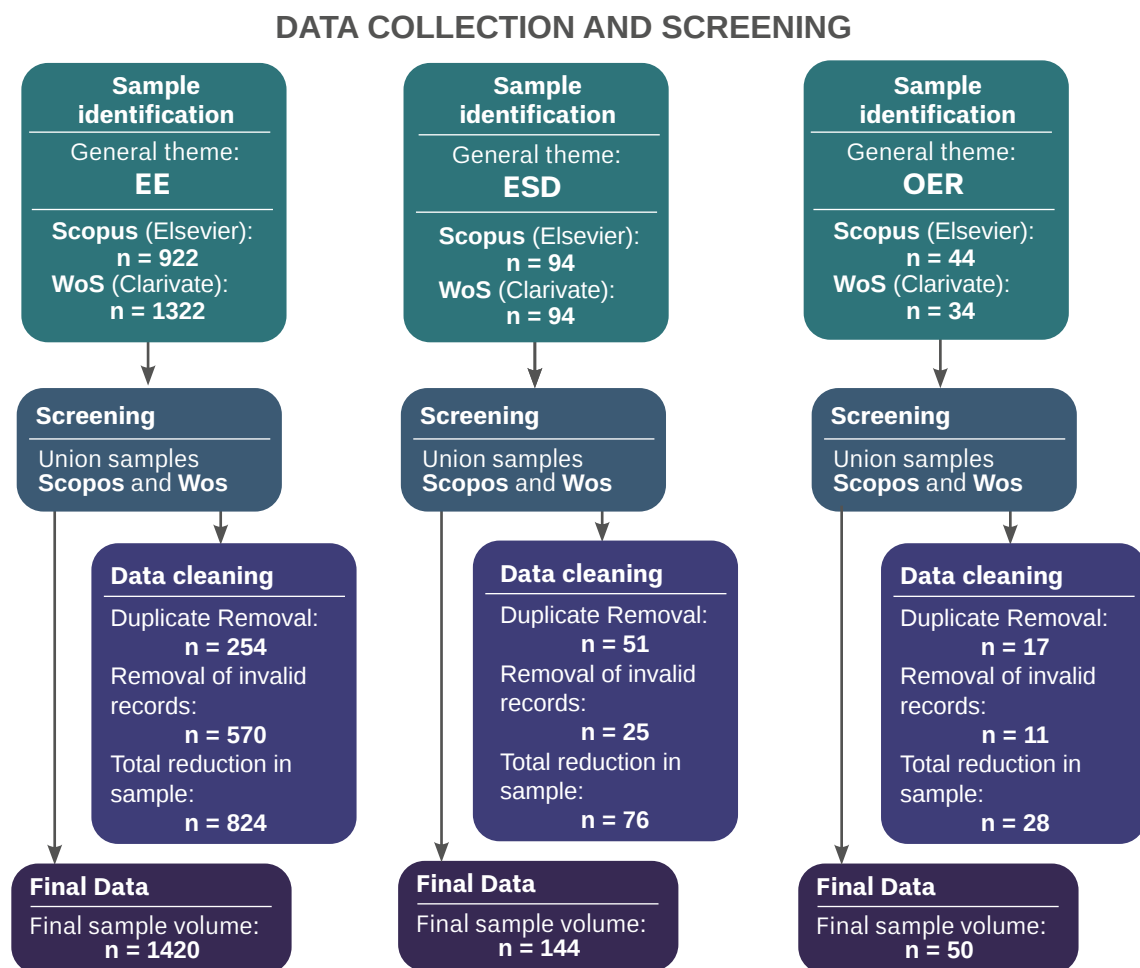 DATA COLLECTION AND SCREENING
Sample
identification
General theme:
EE
Scopus (Elsevier):
n = 922
WoS (Clarivate):
n = 1322
Screening
Union samples
Scopos and Wos
Data cleaning
Duplicate Removal:
n = 254
Removal of invalid
records:
n = 570
Total reduction in
sample:
n = 824
Final Data
Final sample volume:
n = 1420
Sample
identification
General theme:
ESD
Scopus (Elsevier):
n = 94
WoS (Clarivate):
n = 94
Screening
Union samples
Scopos and Wos
Data cleaning
Duplicate Removal:
n = 51
Removal of invalid
records:
n = 25
Total reduction in
sample:
n = 76
Final Data
Final sample volume:
n = 144
Sample
identification
General theme:
OER
Scopus (Elsevier):
n = 44
WoS (Clarivate):
n = 34
Screening
Union samples
Scopos and Wos
Data cleaning
Duplicate Removal:
n = 17
Removal of invalid
records:
n = 11
Total reduction in
sample:
n = 28
Final Data
Final sample volume:
n = 50